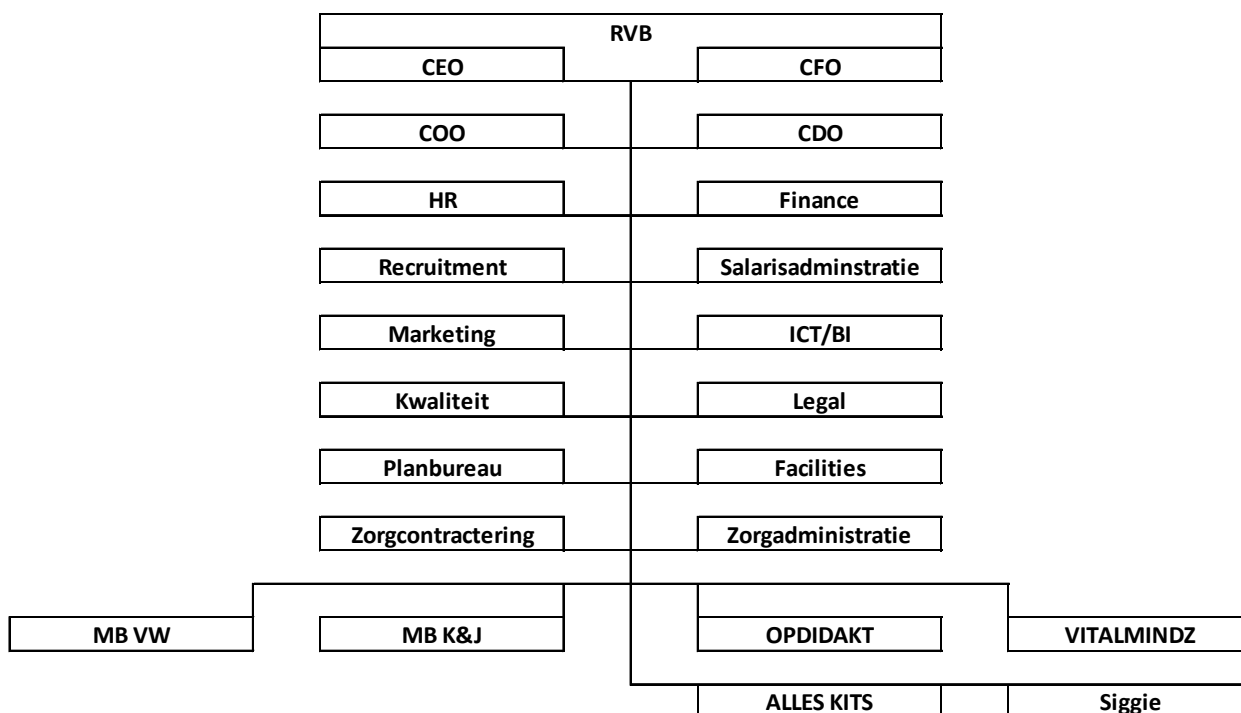 RVB
CEO CFO
COO CDO
HR Finance
Recruitment Salarisadminstratie
Marketing ICT/BI
Kwaliteit Legal
Planbureau Facilities
Zorgcontractering Zorgadministratie
MB VW MB K&J OPDIDAKT VITALMINDZ
ALLES KITS Siggie